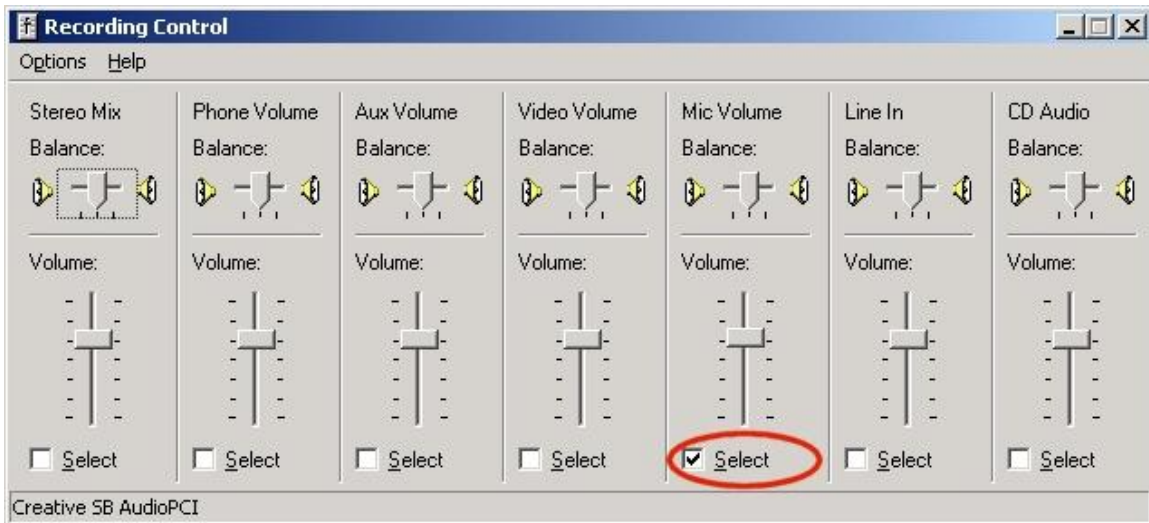 Recording Control
Options Help
Stereo Mix Phone Volume Aux Volume Video Volume Mic Volume Line In CD Audio
Balance: Balance: Balance: Balance: Balance: Balance: Balance:
Volume: Volume: Volume: Volume: Volume: Volume: Volume:
Select Select Select Select Select Select Select
Creative SB AudioPCI